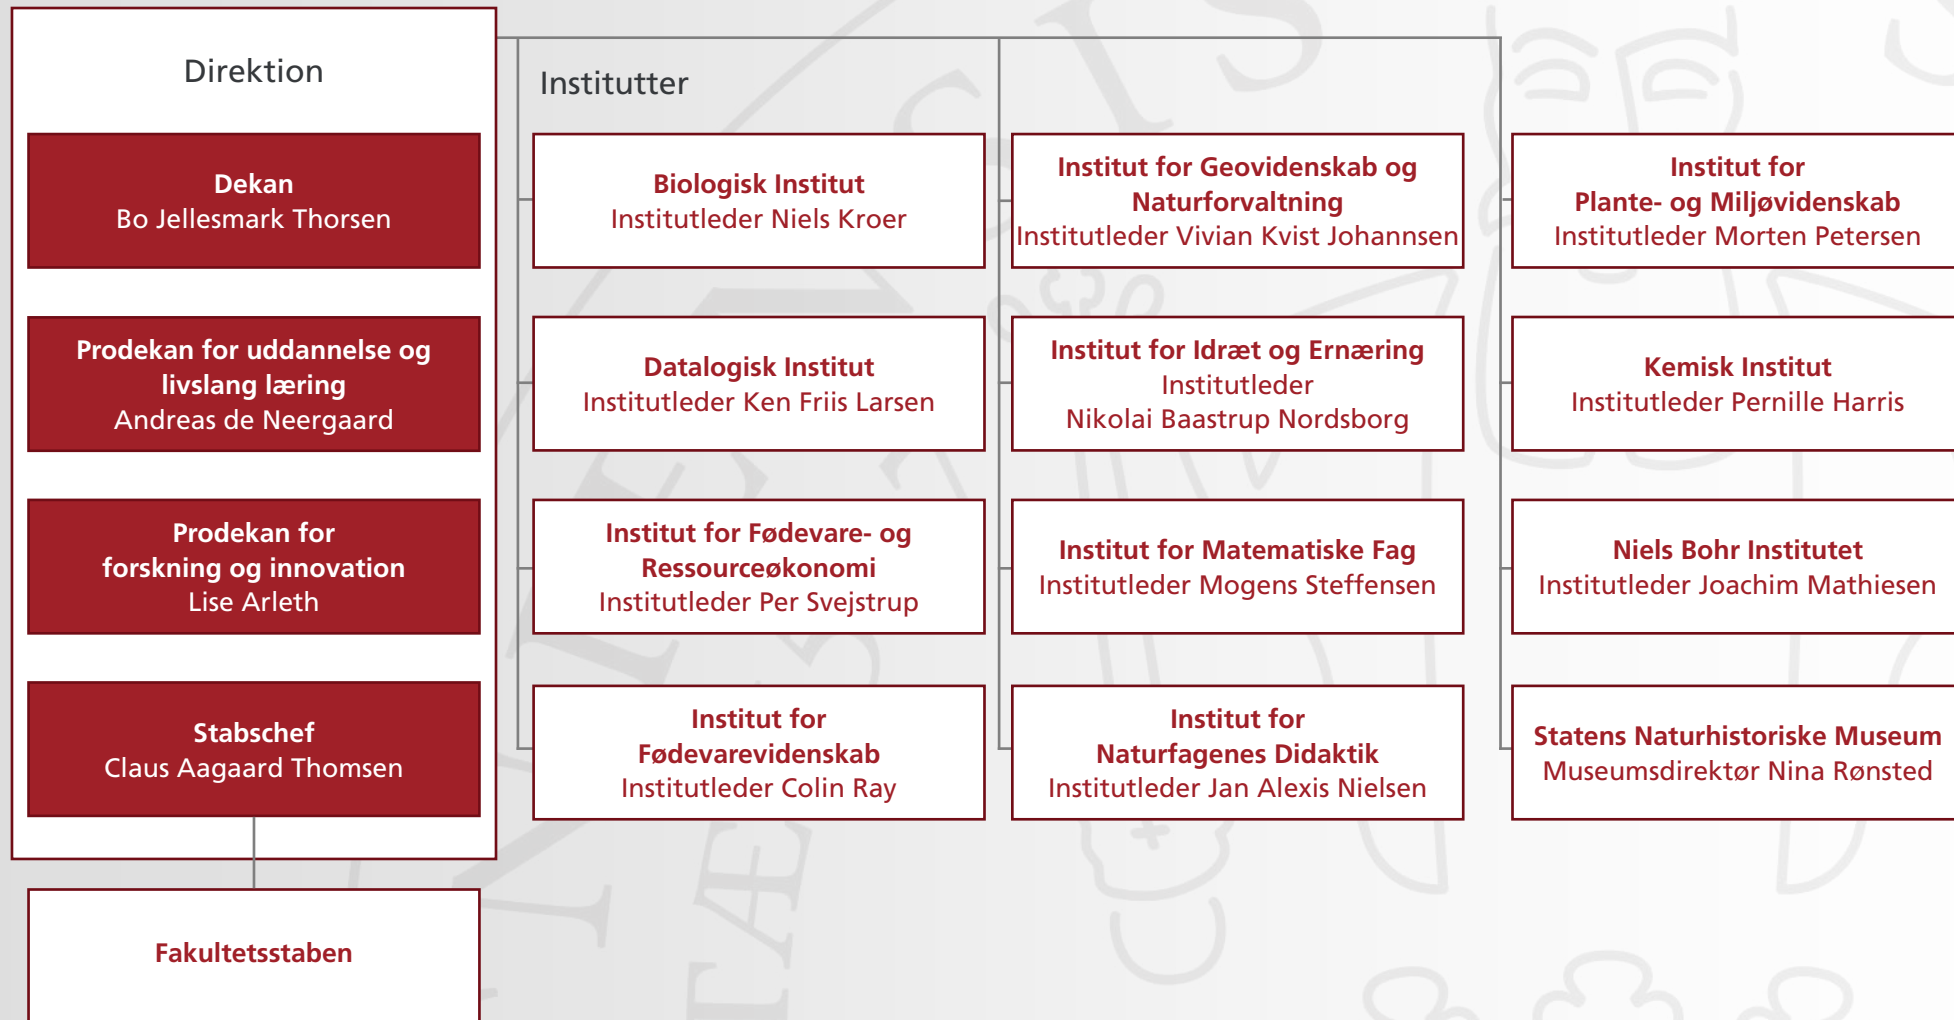 Direktion
Dekan
Bo Jellesmark Thorsen
Prodekan for uddannelse og
livslang læring
Andreas de Neergaard
Prodekan for
forskning og innovation
Lise Arleth
Stabschef
Claus Aagaard Thomsen
Fakultetsstaben
Institutter
Biologisk Institut
Institutleder Niels Kroer
Datalogisk Institut
Institutleder Ken Friis Larsen
Institut for Fødevare- og
Ressourceøkonomi
Institutleder Per Svejstrup
Institut for
Fødevarevidenskab
Institutleder Colin Ray
Institut for Geovidenskab og
Naturforvaltning
Institutleder Vivian Kvist Johannsen
Institut for Idræt og Ernæring
Institutleder
Nikolai Baastrup Nordsborg
Institut for Matematiske Fag
Institutleder Mogens Steffensen
Institut for
Naturfagenes Didaktik
Institutleder Jan Alexis Nielsen
Institut for
Plante- og Miljøvidenskab
Institutleder Morten Petersen
Kemisk Institut
Institutleder Pernille Harris
Niels Bohr Institutet
Institutleder Joachim Mathiesen
Statens Naturhistoriske Museum
Museumsdirektør Nina Rønsted